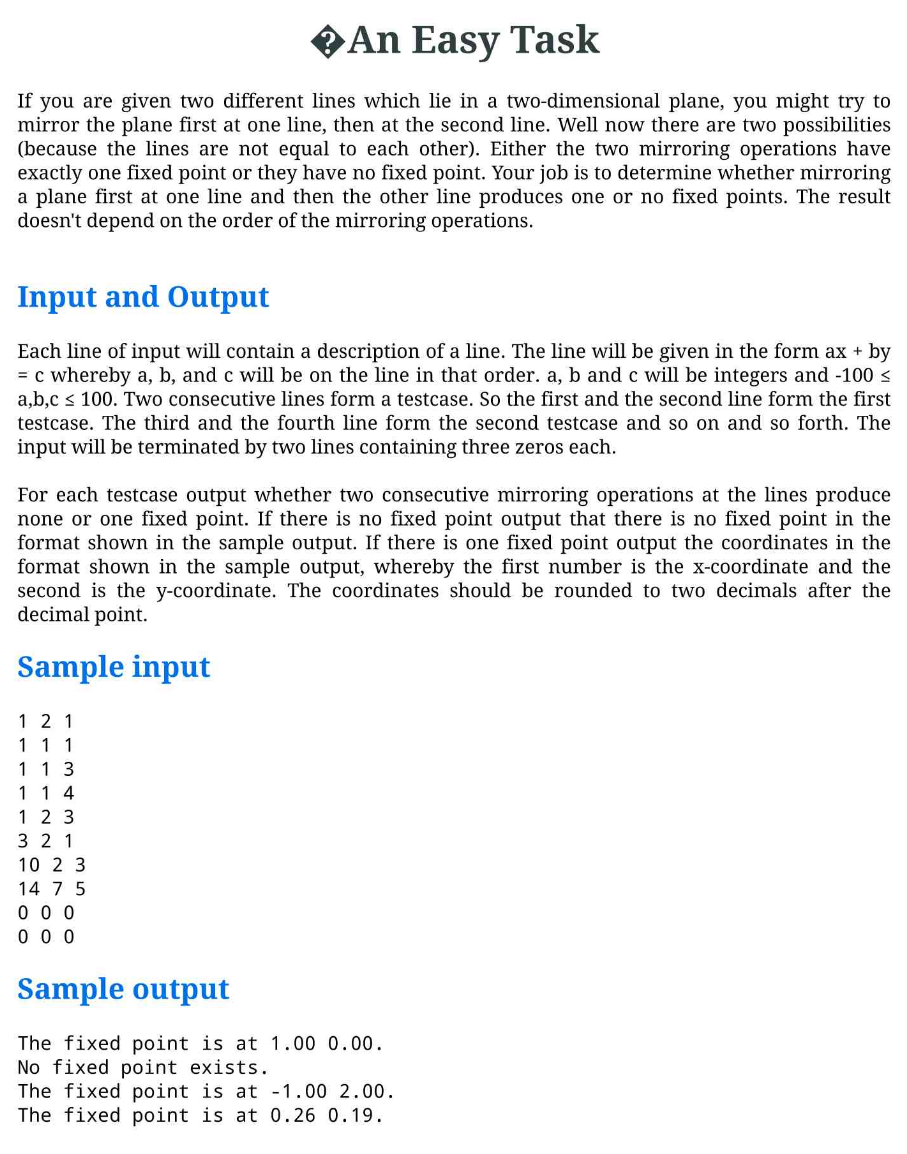 �An Easy Task
If you are given two different lines which lie in a two-dimensional plane, you might try to
mirror the plane first at one line, then at the second line. Well now there are two possibilities
(because the lines are not equal to each other). Either the two mirroring operations have
exactly one fixed point or they have no fixed point. Your job is to determine whether mirroring
a plane first at one line and then the other line produces one or no fixed points. The result
doesn't depend on the order of the mirroring operations.
Input and Output
Each line of input will contain a description of a line. The line will be given in the form ax + by
= c whereby a, b, and c will be on the line in that order. a, b and c will be integers and -100 ≤
a,b,c ≤ 100. Two consecutive lines form a testcase. So the first and the second line form the first
testcase. The third and the fourth line form the second testcase and so on and so forth. The
input will be terminated by two lines containing three zeros each.
For each testcase output whether two consecutive mirroring operations at the lines produce
none or one fixed point. If there is no fixed point output that there is no fixed point in the
format shown in the sample output. If there is one fixed point output the coordinates in the
format shown in the sample output, whereby the first number is the x-coordinate and the
second is the y-coordinate. The coordinates should be rounded to two decimals after the
decimal point.
Sample input
1 2 1
1 1 1
1 1 3
1 1 4
1 2 3
3 2 1
10 2 3
14 7 5
0 0 0
0 0 0
Sample output
The fixed point is at 1.00 0.00.
No fixed point exists.
The fixed point is at -1.00 2.00.
The fixed point is at 0.26 0.19.